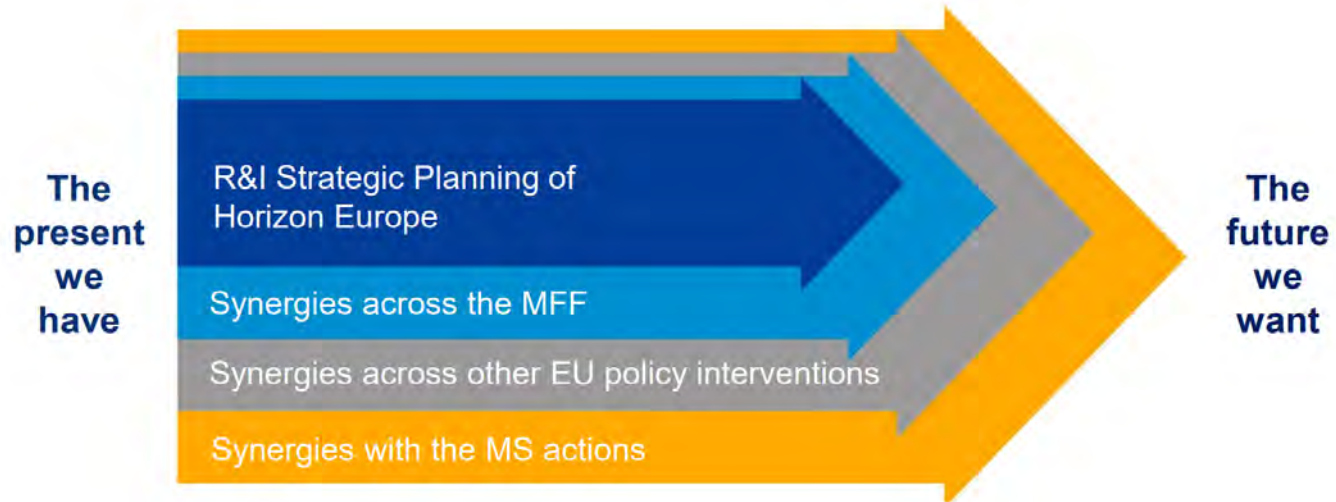 The
present
we
have
R&I Strategic Planning of
Horizon Europe
Synergies across the MFF
Synergies across other EU policy interventions
Synergies with the MS actions
The
future
we
want